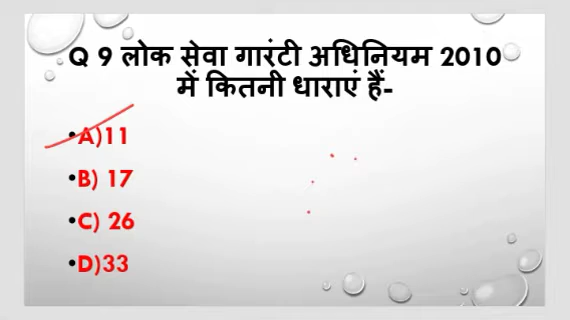 Q 9 लोक सेवा गारंटी अधिनियम 2010
में कितनी धाराएं हैं-
•A)11
•B) 17
•C) 26
•D)33